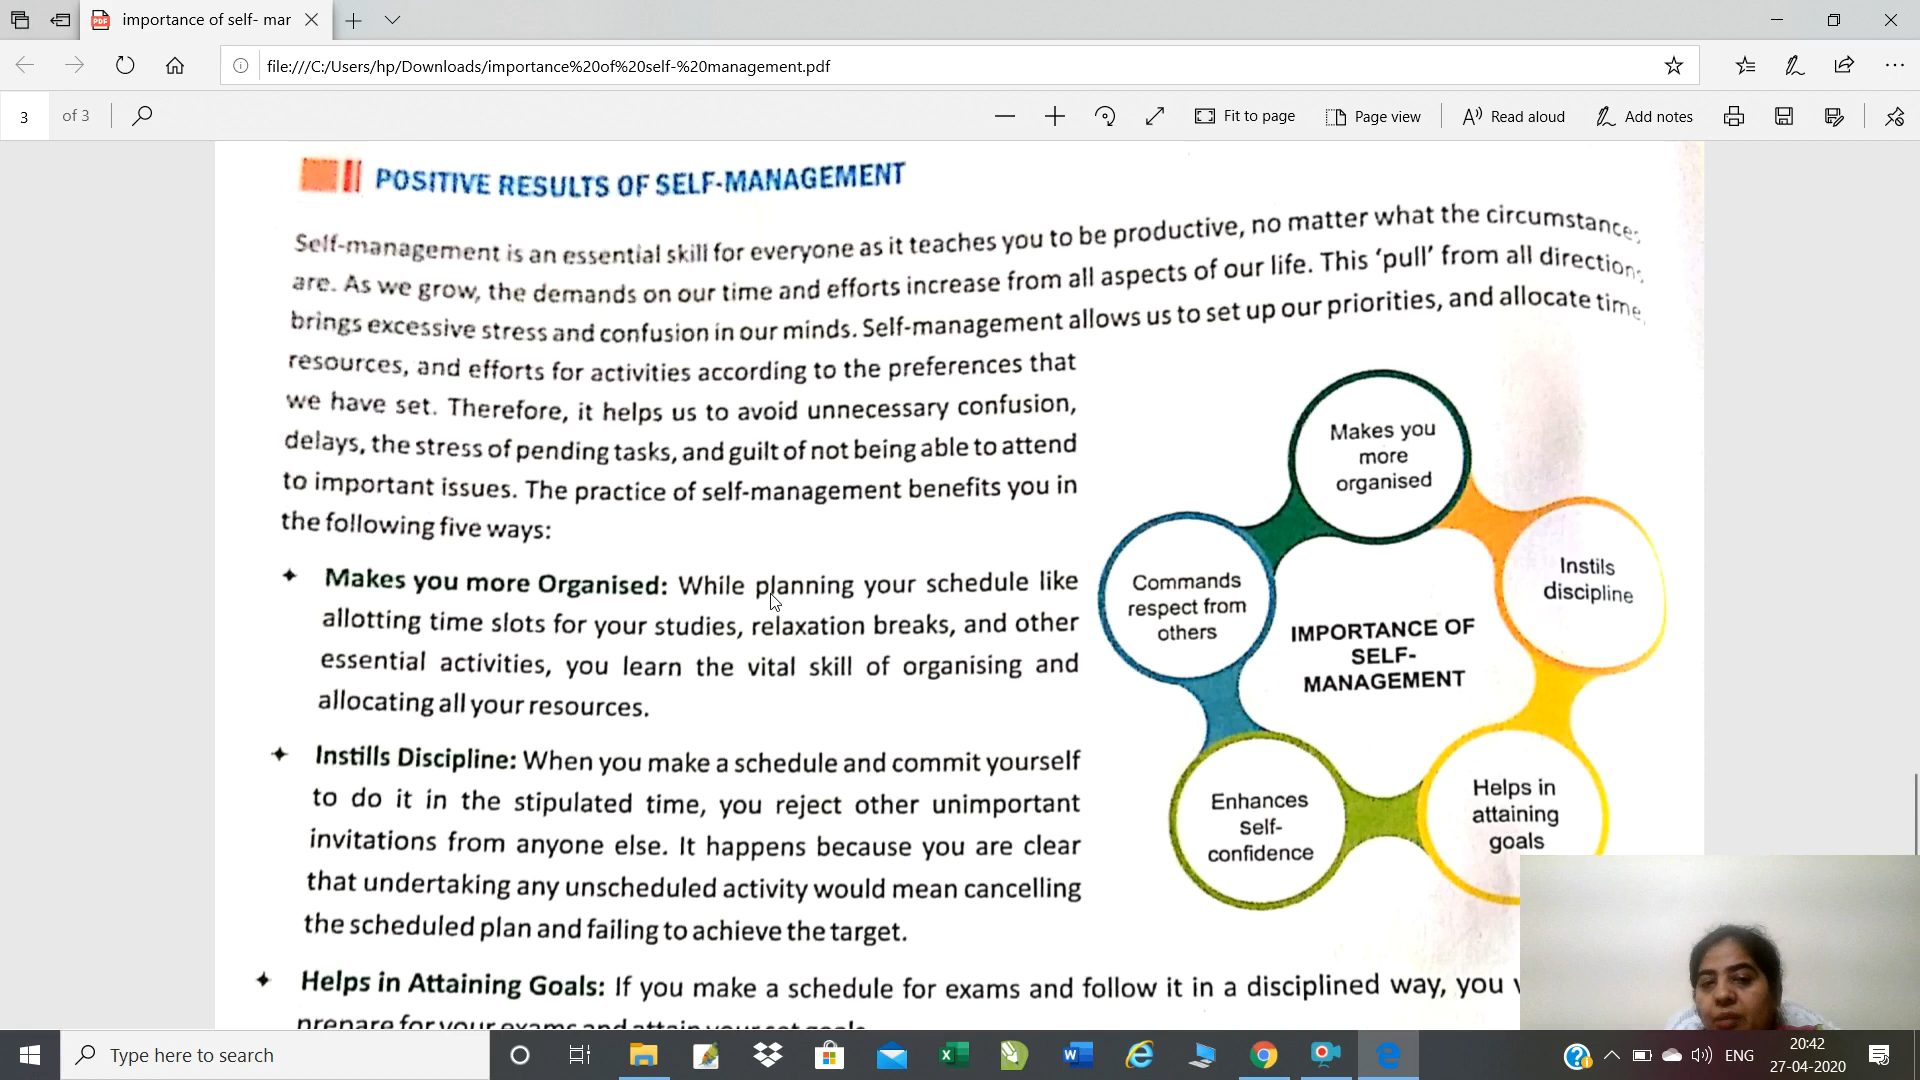 importance of self- mar
file:///C:/Users/hp/Downloads/importance%20of%20self-%20management.pdf
3 of 3
Fit to page
Page view
Read aloud
Add notes
POSITIVE RESULTS OF SELF-MANAGEMENT
Self-management is an essential skill for everyone as it teaches you to be productive, no matter what the circumstance
are. As we grow, the demands on our time and efforts increase from all aspects of our life. This ‘pull’ from all direction
brings excessive stress and confusion in our minds. Self-management allows us to set up our priorities, and allocate time
resources, and efforts for activities according to the preferences that
we have set. Therefore, it helps us to avoid unnecessary confusion,
delays, the stress of pending tasks, and guilt of not being able to attend
to important issues. The practice of self-management benefits you in
the following five ways:
Makes you more Organised: While planning your schedule like
allotting time slots for your studies, relaxation breaks, and other
essential activities, you learn the vital skill of organising and
allocating all your resources.
Instills Discipline: When you make a schedule and commit yourself
to do it in the stipulated time, you reject other unimportant
invitations from anyone else. It happens because you are clear
that undertaking any unscheduled activity would mean cancelling
the scheduled plan and failing to achieve the target.
Helps in Attaining Goals: If you make a schedule for exams and follow it in a disciplined way, you
prepare for your exams and attain your set goals.
Makes you
more
organised
Instils
discipline
Helps in
attaining
goals
Enhances
Self-
confidence
Commands
respect from
others
IMPORTANCE OF
SELF-
MANAGEMENT
Type here to search
ENG
20:42
27-04-2020